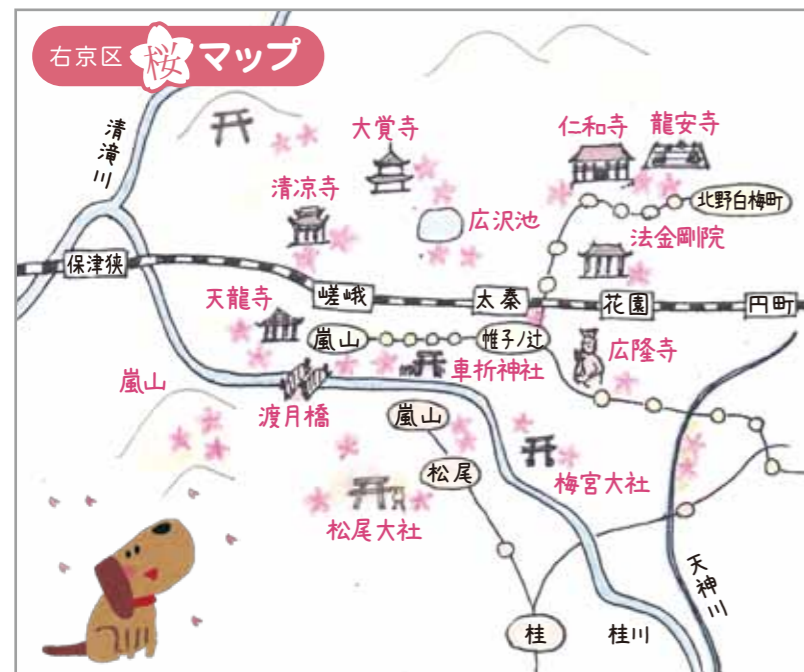 右京区 桜 マップ
清滝川
大覚寺
仁和寺
龍安寺
清凉寺
北野白梅町
広沢池
法金剛院
保津狭
嵯峨
太秦
花園
円町
天龍寺
嵐山
帷子ノ辻
広隆寺
車折神社
嵐山
渡月橋
嵐山
松尾
梅宮大社
松尾大社
天神川
桂
桂川